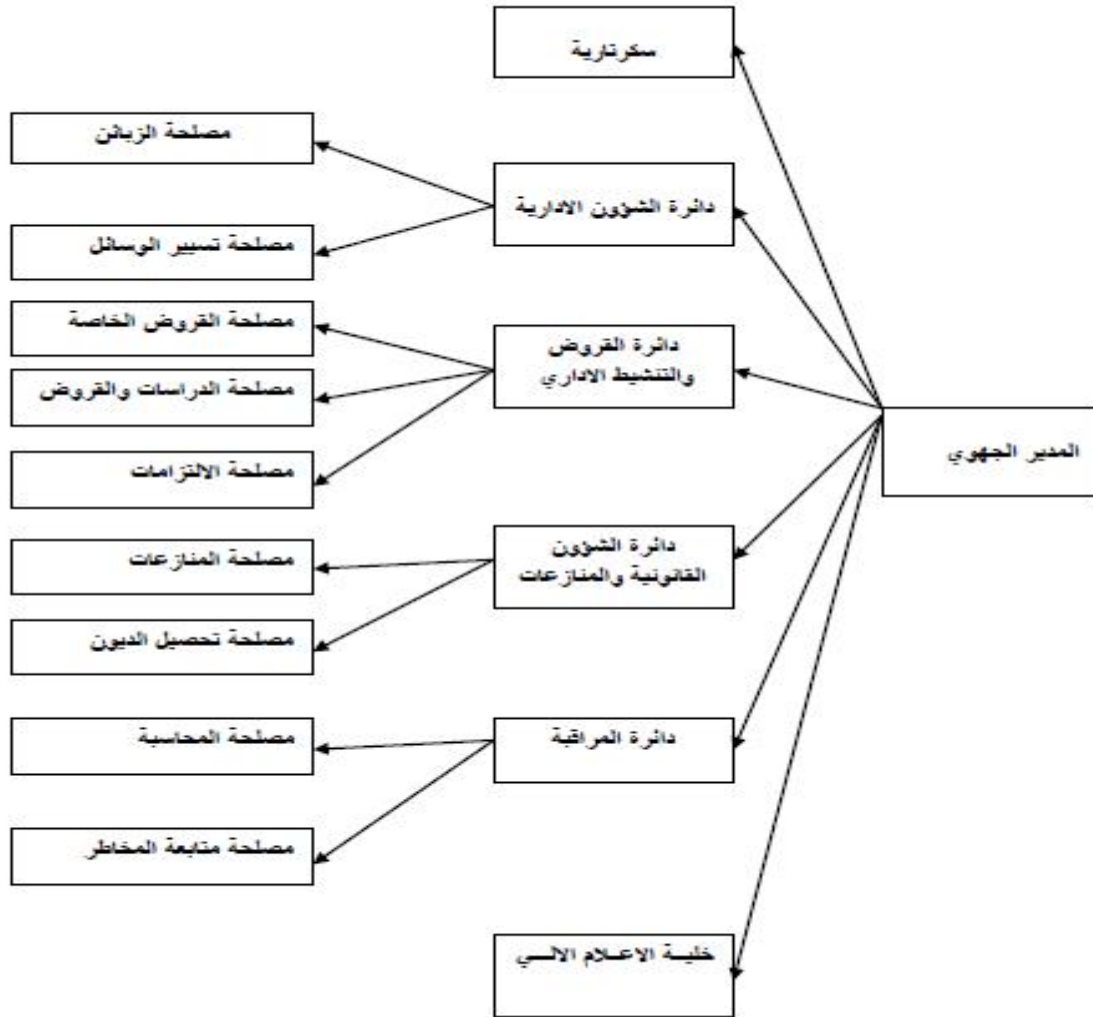 سكرتارية
مصلحة الزبائن
دائرة الشؤون الادارية
مصلحة تسيير الوسائل
مصلحة القروض الخاصة
دائرة القروض
والتنشيط الاداري
مصلحة الدراسات والقروض
المدير الجهوي
مصلحة الالتزامات
دائرة الشؤون
القانونية والمنازعات
مصلحة المنازعات
مصلحة تحصيل الديون
دائرة المراقبة
مصلحة المحاسبة
مصلحة متابعة المخاطر
خليـة الاعـلام الالـي